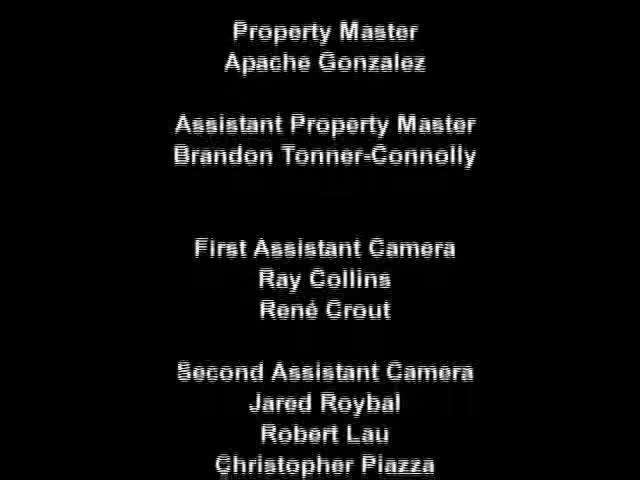 Property Master
Apache Gonzalez
Assistant Property Master
Brandon Tonner-Connolly
First Assistant Camera
Ray Collins
René Crout
Second Assistant Camera
Jared Roybal
Robert Lau
Christopher Piazza